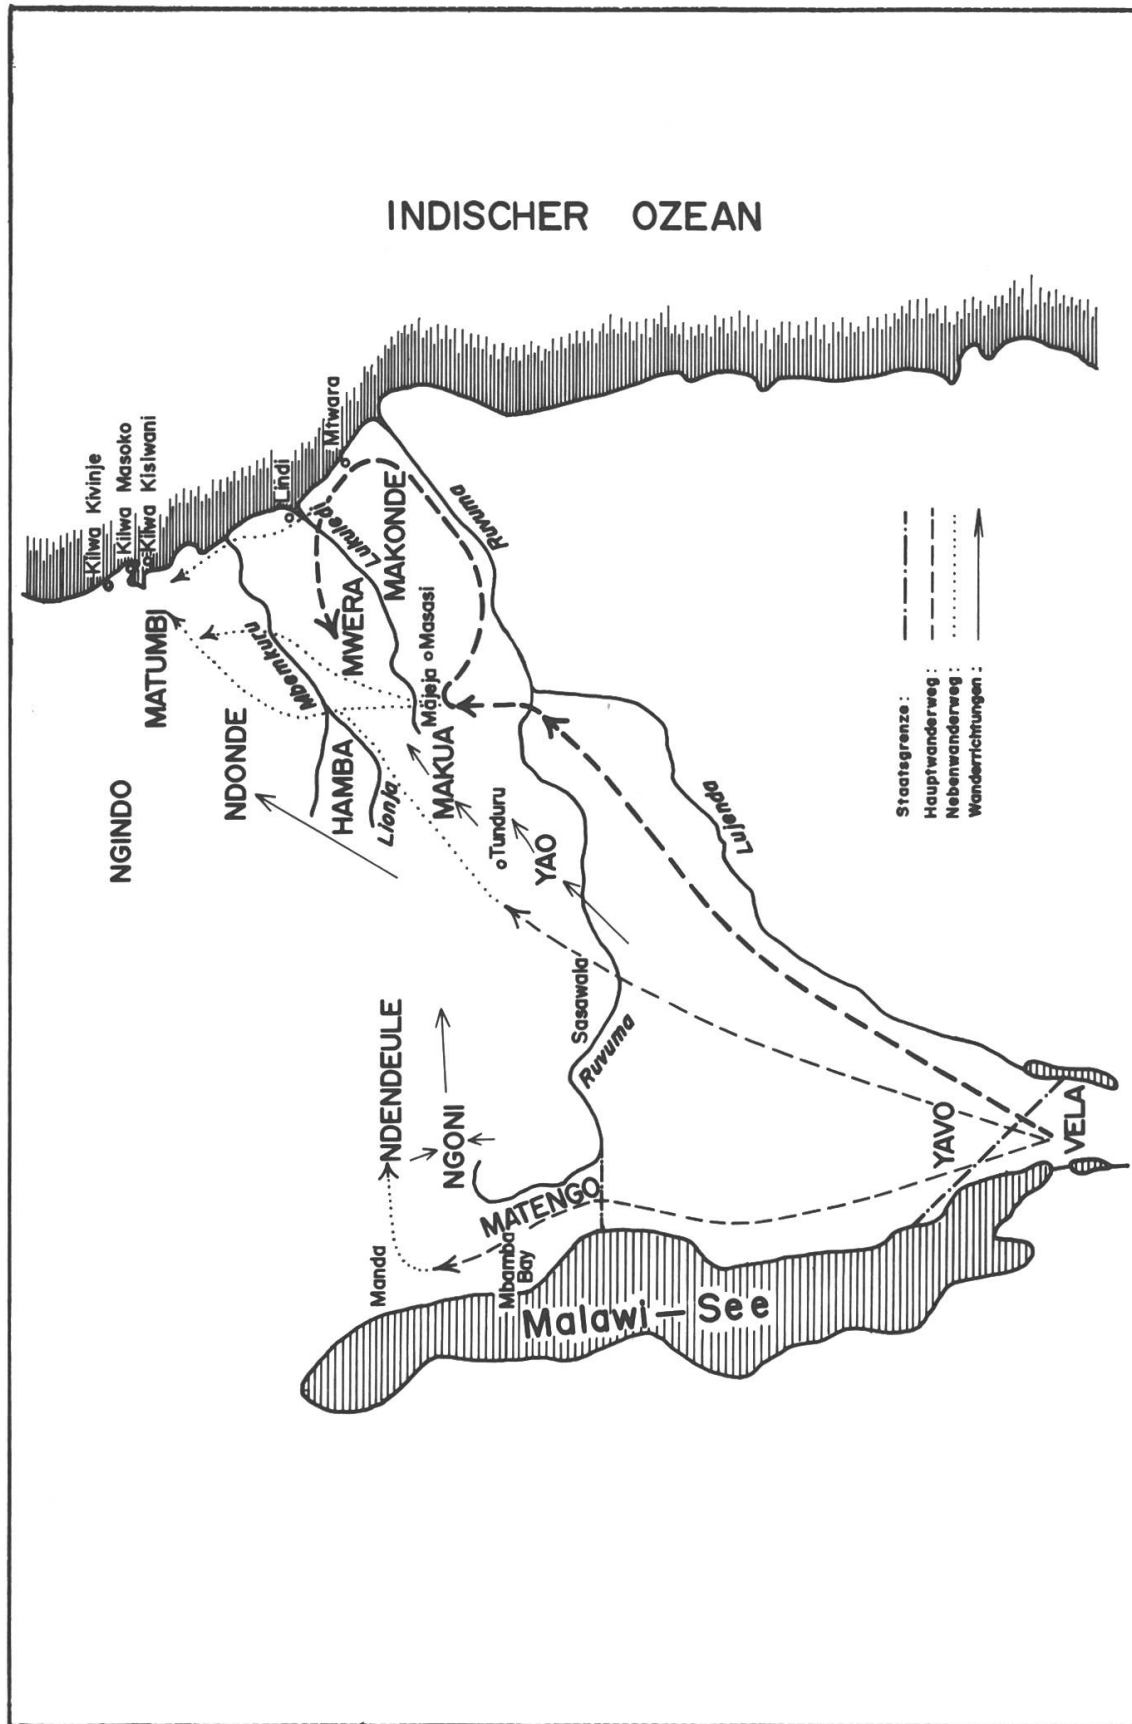 INDISCHER OZEAN
Kilwa Kivinje
Kilwa Masoko
Kilwa Kisiwani
Lindi
Mtwara
MATUMBI
Mbemkuru
MWERA
Lukuledi
MAKONDE
Ruvuma
NGINDO
NDONDE
HAMBA
Lionja
MAKUA
Majeja
Masasi
Tunduru
YAO
Lujenda
NDENDEULE
NGONI
Sasawala
Ruvuma
MATENGO
Manda
Mbamba
Bay
Malawi-See
YAVO
VELA
Staatsgrenze:
Hauptwanderweg:
Nebenwanderweg:
Wanderrichtungen: